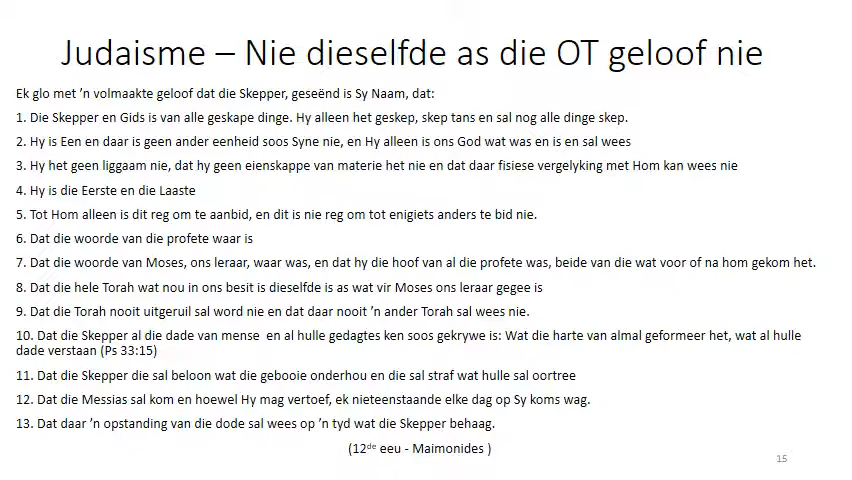 Judaisme – Nie dieselfde as die OT geloof nie
Ek glo met ’n volmaakte geloof dat die Skepper, geseënd is Sy Naam, dat:
1. Die Skepper en Gids is van alle geskape dinge. Hy alleen het geskep, skep tans en sal nog alle dinge skep.
2. Hy is Een en daar is geen ander eenheid soos Syne nie, en Hy alleen is ons God wat was en is en sal wees
3. Hy het geen liggaam nie, dat hy geen eienskappe van materie het nie en dat daar fisiese vergelyking met Hom kan wees nie
4. Hy is die Eerste en die Laaste
5. Tot Hom alleen is dit reg om te aanbid, en dit is nie reg om tot enigiets anders te bid nie.
6. Dat die woorde van die profete waar is
7. Dat die woorde van Moses, ons leraar, waar was, en dat hy die hoof van al die profete was, beide van die wat voor of na hom gekom het.
8. Dat die hele Torah wat nou in ons besit is dieselfde is as wat vir Moses ons leraar gegee is
9. Dat die Torah nooit uitgeruil sal word nie en dat daar nooit ’n ander Torah sal wees nie.
10. Dat die Skepper al die dade van mense en al hulle gedagtes ken soos gekrywe is: Wat die harte van almal geformeer het, wat al hulle
dade verstaan (Ps 33:15)
11. Dat die Skepper die sal beloon wat die gebooie onderhou en die sal straf wat hulle sal oortree
12. Dat die Messias sal kom en hoewel Hy mag vertoef, ek nieteenstaande elke dag op Sy koms wag.
13. Dat daar ’n opstanding van die dode sal wees op ’n tyd wat die Skepper behaag.
(12de eeu - Maimonides )
15